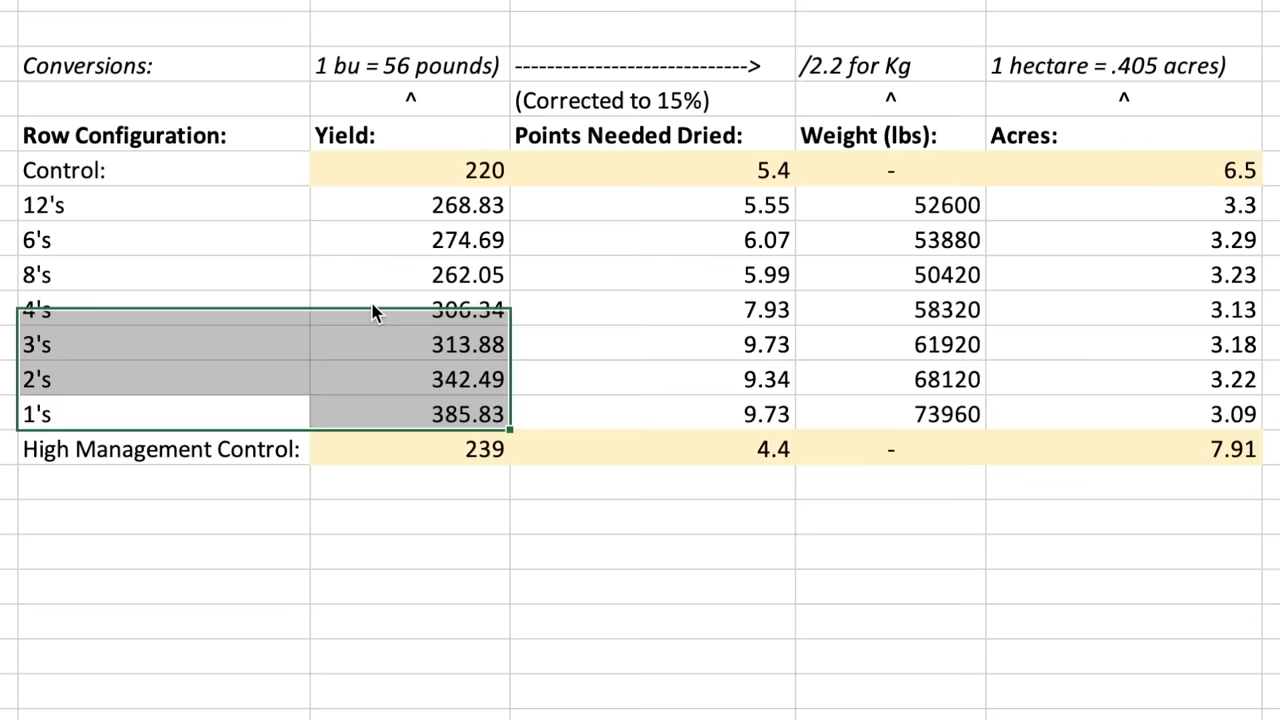 Conversions: 1 bu = 56 pounds) ----------------------------> /2.2 for Kg 1 hectare = .405 acres)
^ (Corrected to 15%) ^ ^
Row Configuration: Yield: Points Needed Dried: Weight (lbs): Acres:
Control: 220 5.4 - 6.5
12's 268.83 5.55 52600 3.3
6's 274.69 6.07 53880 3.29
8's 262.05 5.99 50420 3.23
4's 306.34 7.93 58320 3.13
3's 313.88 9.73 61920 3.18
2's 342.49 9.34 68120 3.22
1's 385.83 9.73 73960 3.09
High Management Control: 239 4.4 - 7.91